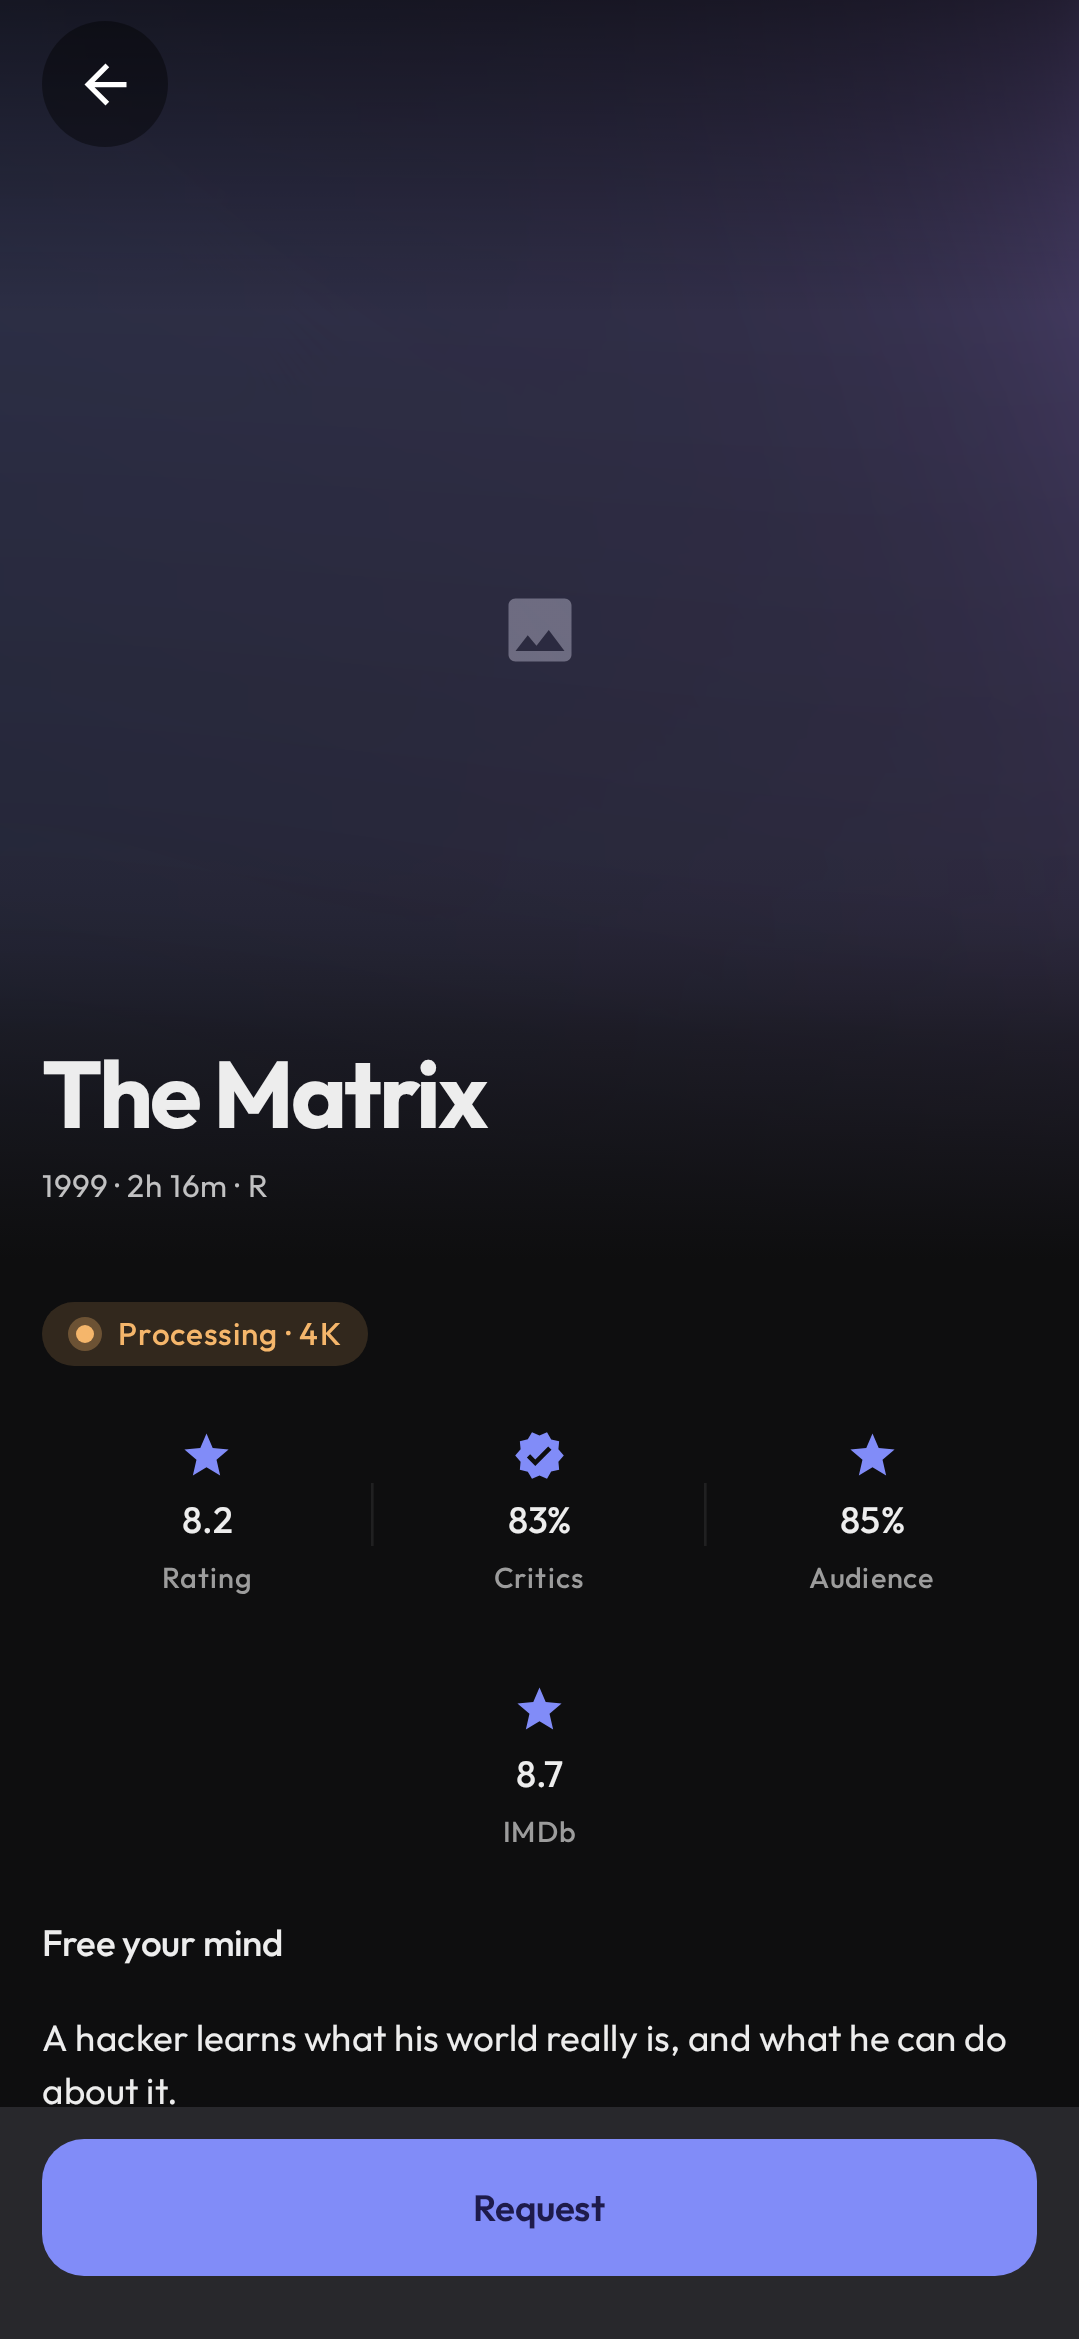 The Matrix
1999 · 2h 16m · R
Processing · 4K
8.2
Rating
83%
Critics
85%
Audience
8.7
IMDb
Free your mind
A hacker learns what his world really is, and what he can do
about it.
Request